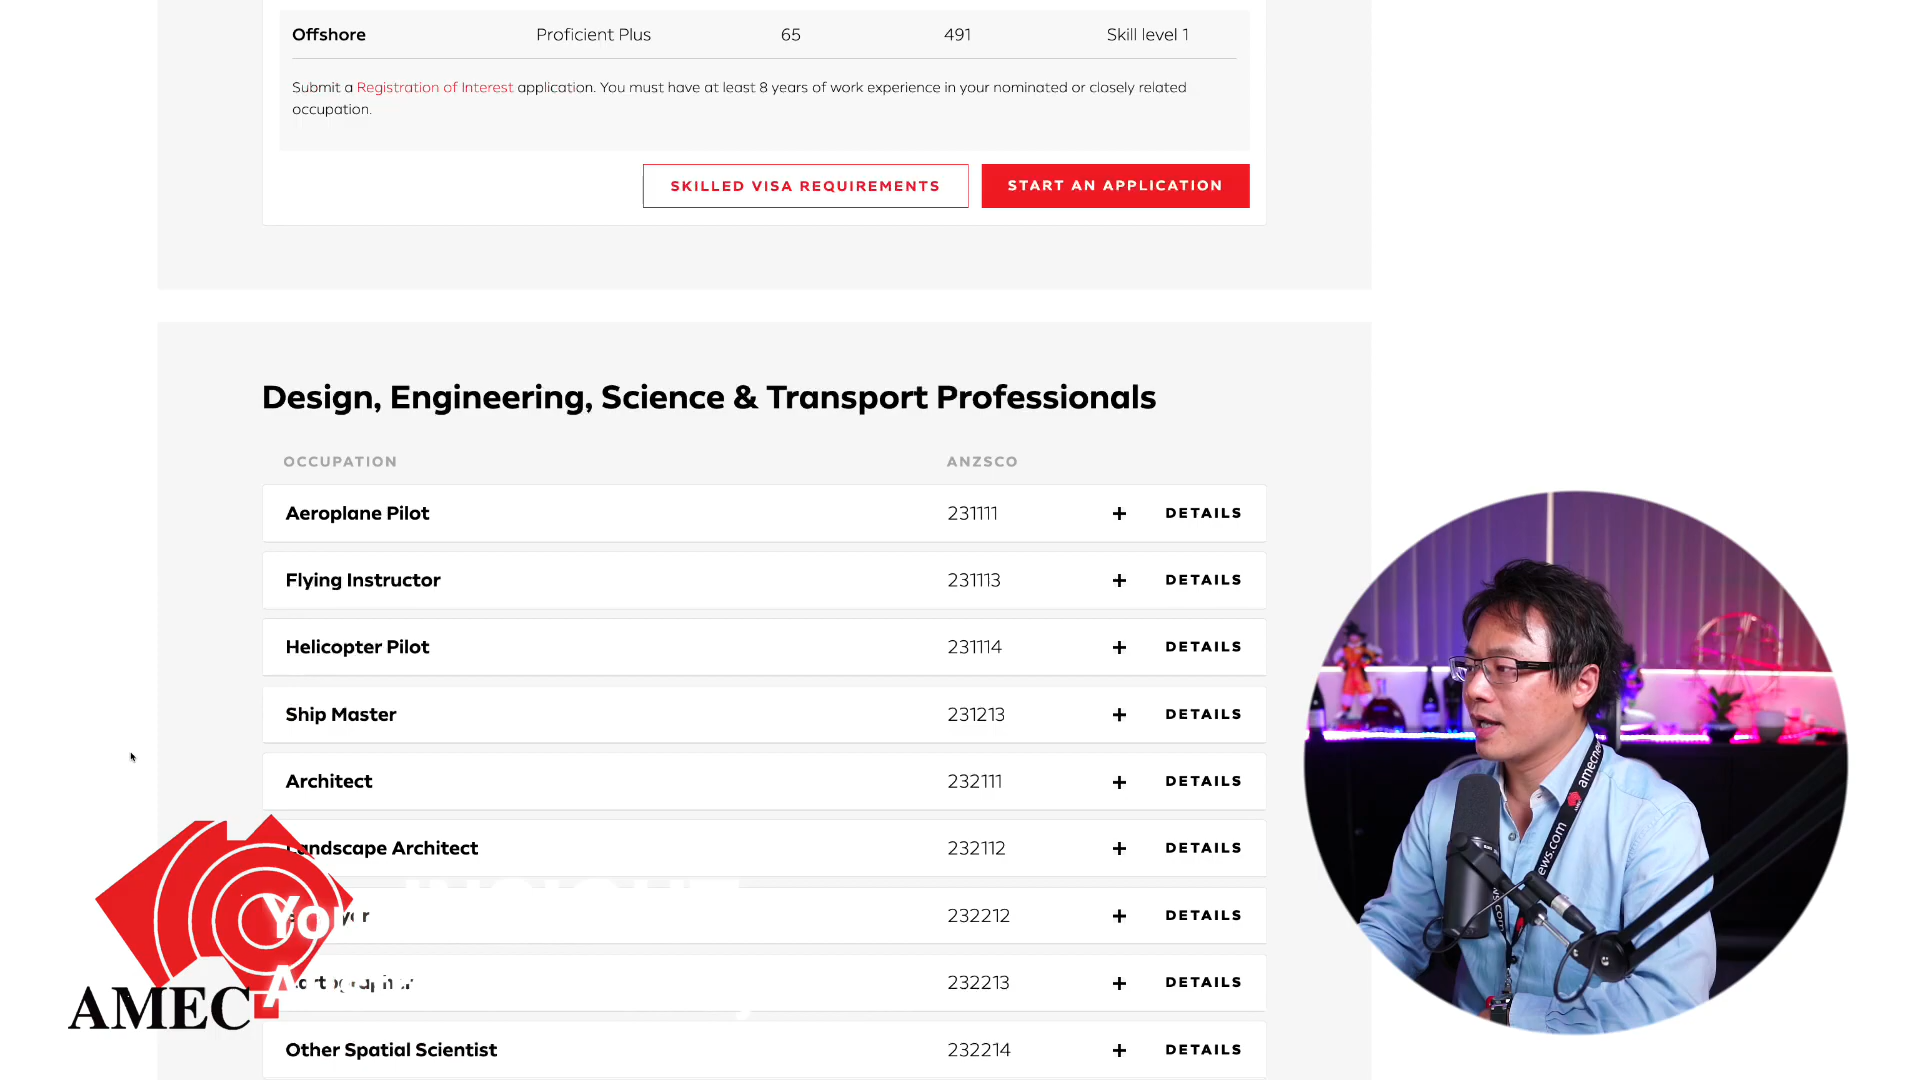 Offshore Proficient Plus 65 491 Skill level 1
Submit a Registration of Interest application. You must have at least 8 years of work experience in your nominated or closely related
occupation.
SKILLED VISA REQUIREMENTS START AN APPLICATION
Design, Engineering, Science & Transport Professionals
OCCUPATION ANZSCO
Aeroplane Pilot 231111 + DETAILS
Flying Instructor 231113 + DETAILS
Helicopter Pilot 231114 + DETAILS
Ship Master 231213 + DETAILS
Architect 232111 + DETAILS
Landscape Architect 232112 + DETAILS
232212 + DETAILS
232213 + DETAILS
Other Spatial Scientist 232214 + DETAILS
AMEC